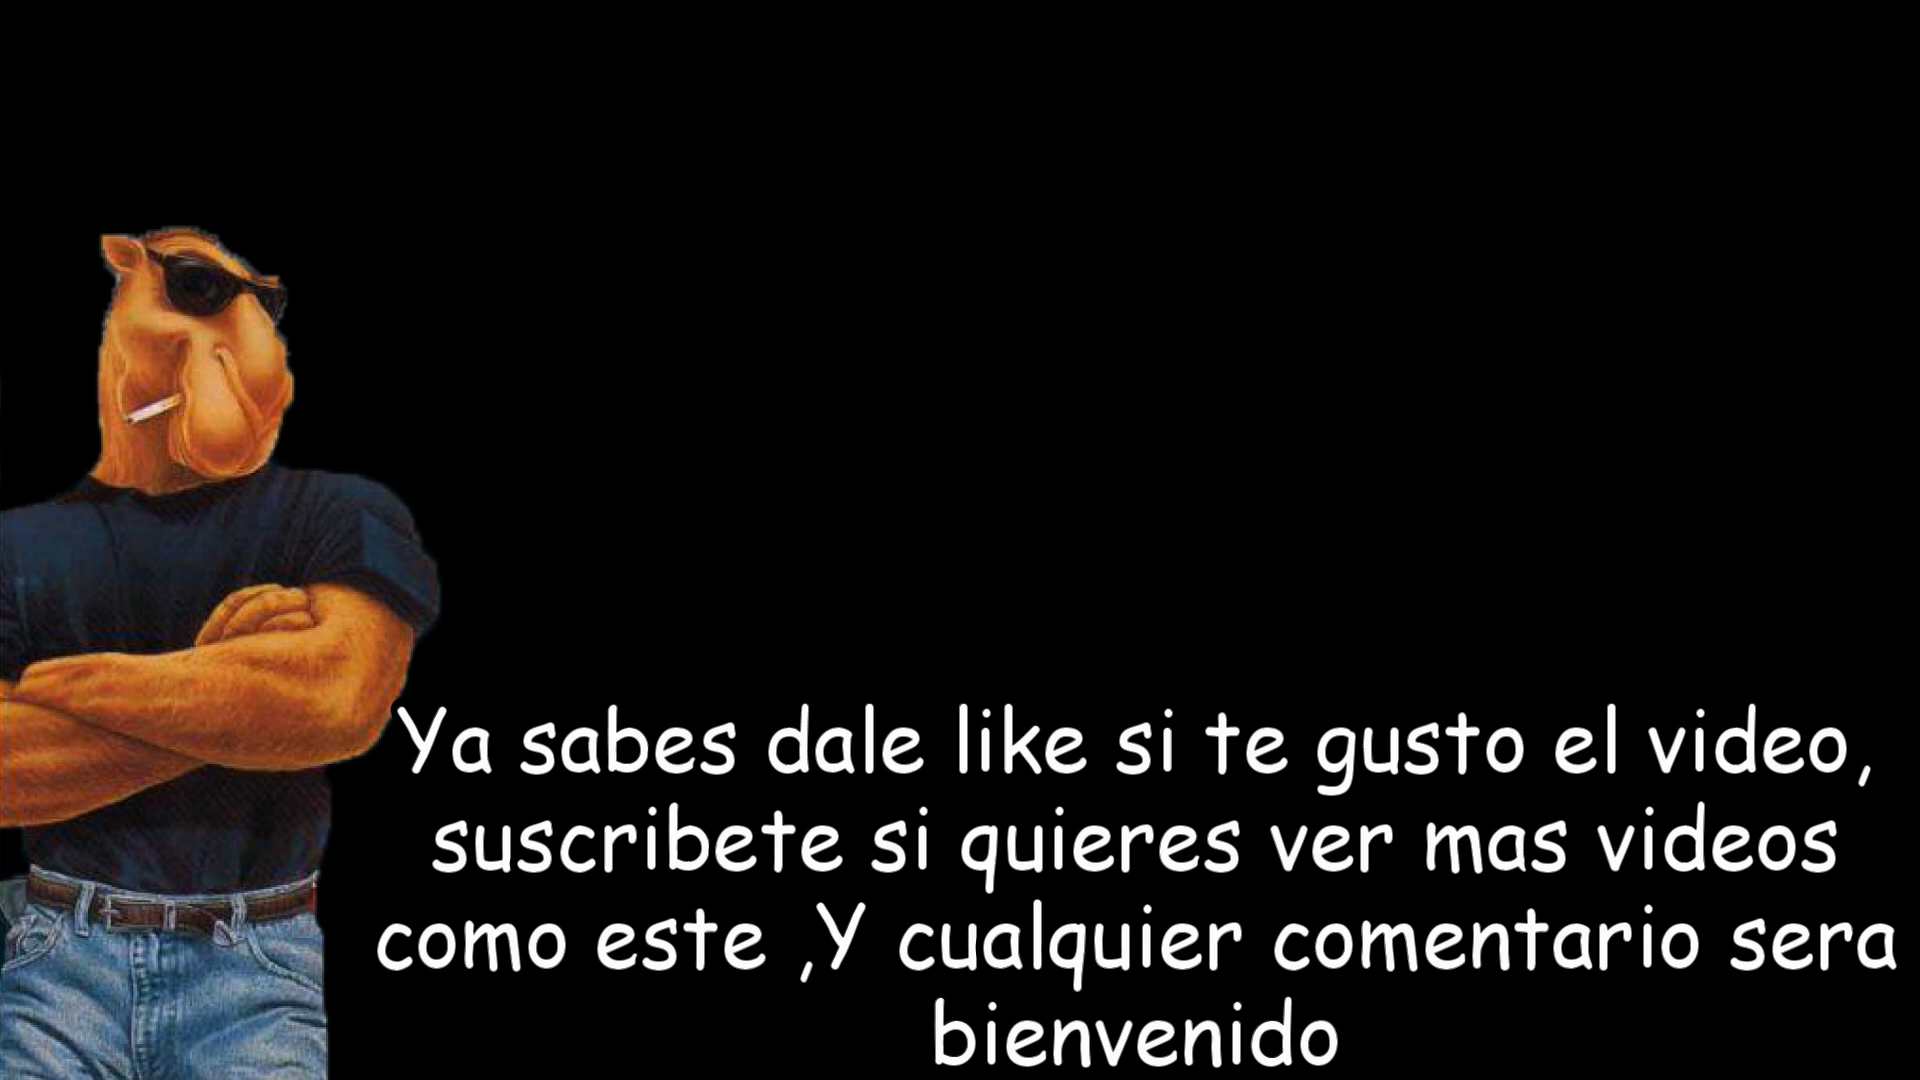 Ya sabes dale like si te gusto el video,
suscribete si quieres ver mas videos
como este ,Y cualquier comentario sera
bienvenido